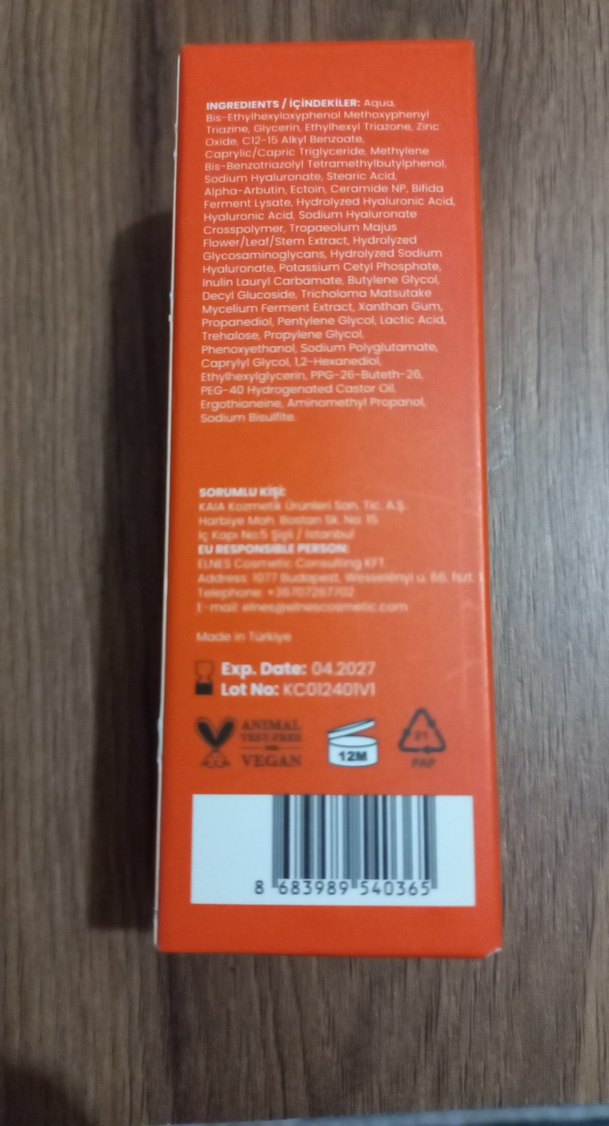 INGREDIENTS / İÇİNDEKİLER: Aqua,
Bis-Ethylhexyloxyphenol Methoxyphenyl
Triazine, Glycerin, Ethylhexyl Triazone, Zinc
Oxide, C12-15 Alkyl Benzoate,
Caprylic/Capric Triglyceride, Methylene
Bis-Benzotriazolyl Tetramethylbutylphenol,
Sodium Hyaluronate, Stearic Acid,
Alpha-Arbutin, Ectoin, Ceramide NP, Bifida
Ferment Lysate, Hydrolyzed Hyaluronic Acid,
Hyaluronic Acid, Sodium Hyaluronate
Crosspolymer, Tropaeolum Majus
Flower/Leaf/Stem Extract, Hydrolyzed
Glycosaminoglycans, Hydrolyzed Sodium
Hyaluronate, Potassium Cetyl Phosphate,
Inulin Lauryl Carbamate, Butylene Glycol,
Decyl Glucoside, Tricholoma Matsutake
Mycelium Ferment Extract, Xanthan Gum,
Propanediol, Pentylene Glycol, Lactic Acid,
Trehalose, Propylene Glycol,
Phenoxyethanol, Sodium Polyglutamate,
Caprylyl Glycol, 1,2-Hexanediol,
Ethylhexylglycerin, PPG-26-Buteth-26,
PEG-40 Hydrogenated Castor Oil,
Ergothioneine, Aminomethyl Propanol,
Sodium Bisulfite.
SORUMLU KİŞİ:
KAIA Kozmetik Ürünleri San. Tic. A.Ş.
Harbiye Mah. Bostan Sk. No: 15
İç Kapı No:5 Şişli / İstanbul
EU RESPONSIBLE PERSON:
ELNES Cosmetic Consulting KFT.
Address: 1077 Budapest, Wesselényi u. 66. fszt. 1.
Telephone: +36707267702
E-mail: elnes@elnescosmetic.com
Made in Türkiye
Exp. Date: 04.2027
Lot No: KC012401V1
ANIMAL
TEST-FREE
VEGAN
12M
21
PAP
8 683989 540365